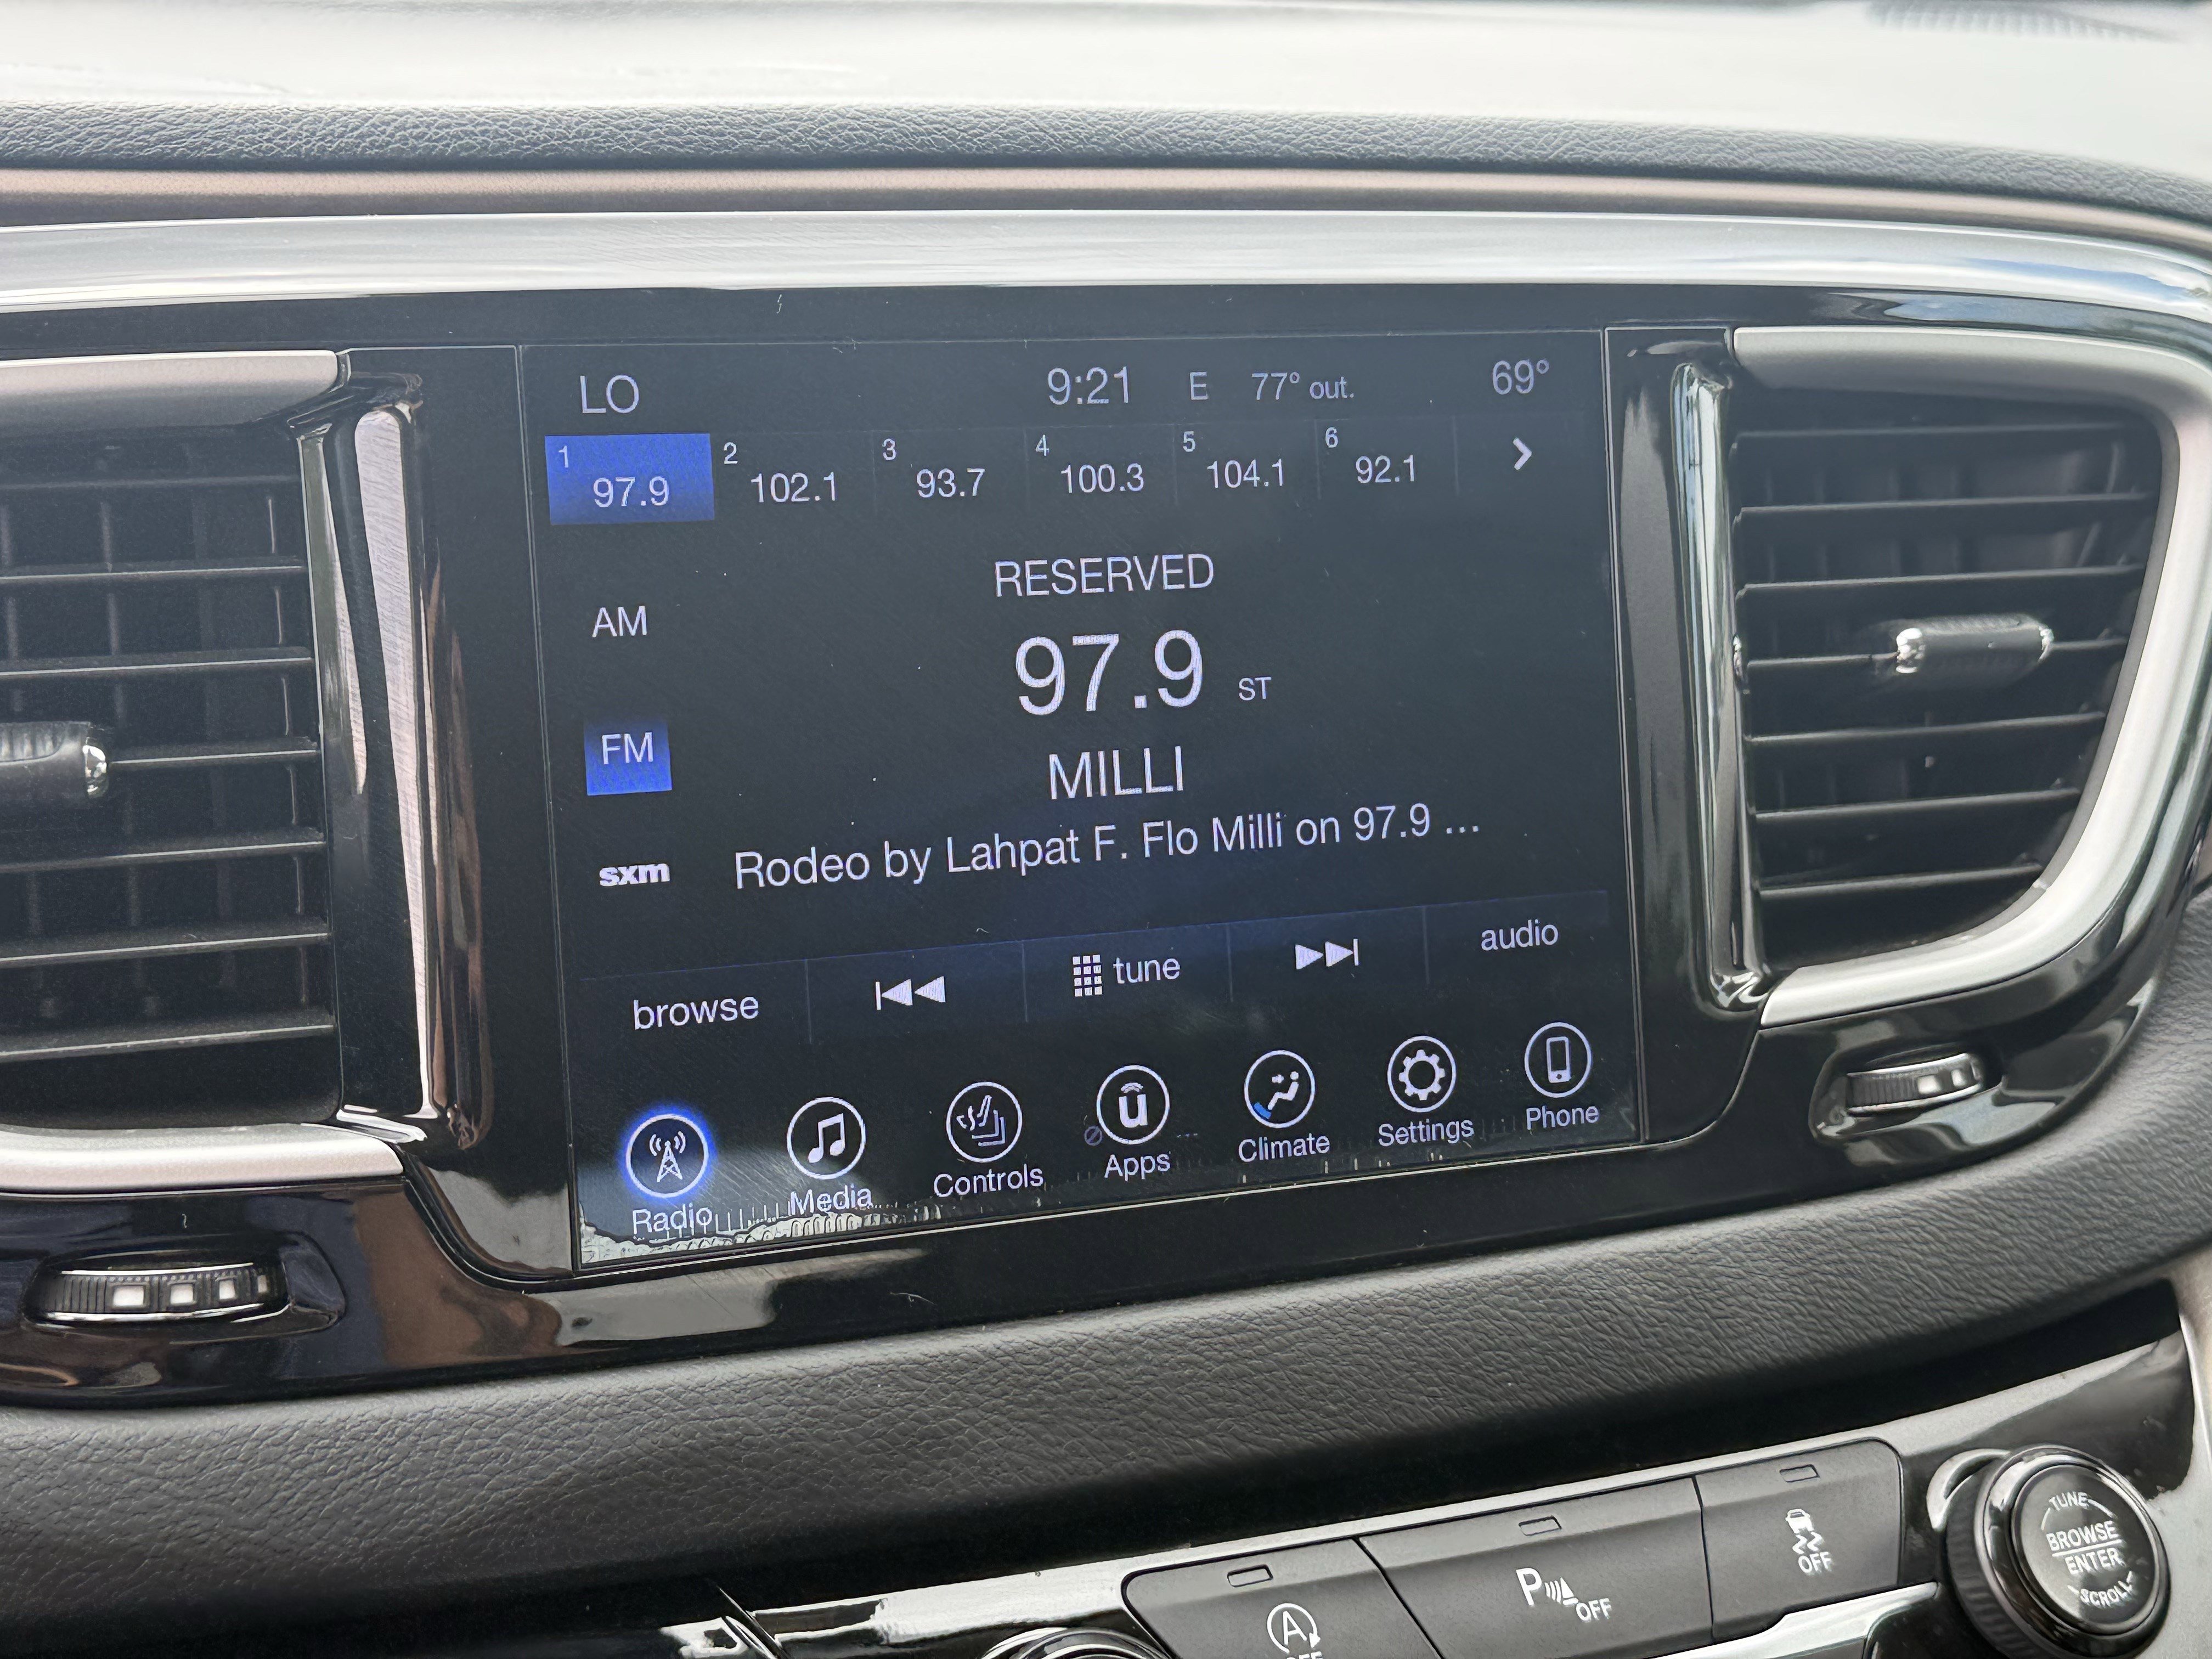 LO 9:21 E 77° out. 69°
1 97.9 2 102.1 3 93.7 4 100.3 5 104.1 6 92.1
RESERVED
AM
97.9 ST
FM
MILLI
Rodeo by Lahpat F. Flo Milli on 97.9 ...
sxm
browse tune audio
Radio Media Controls Apps Climate Settings Phone
TUNE
BROWSE
ENTER
SCROLL
OFF
P OFF
A